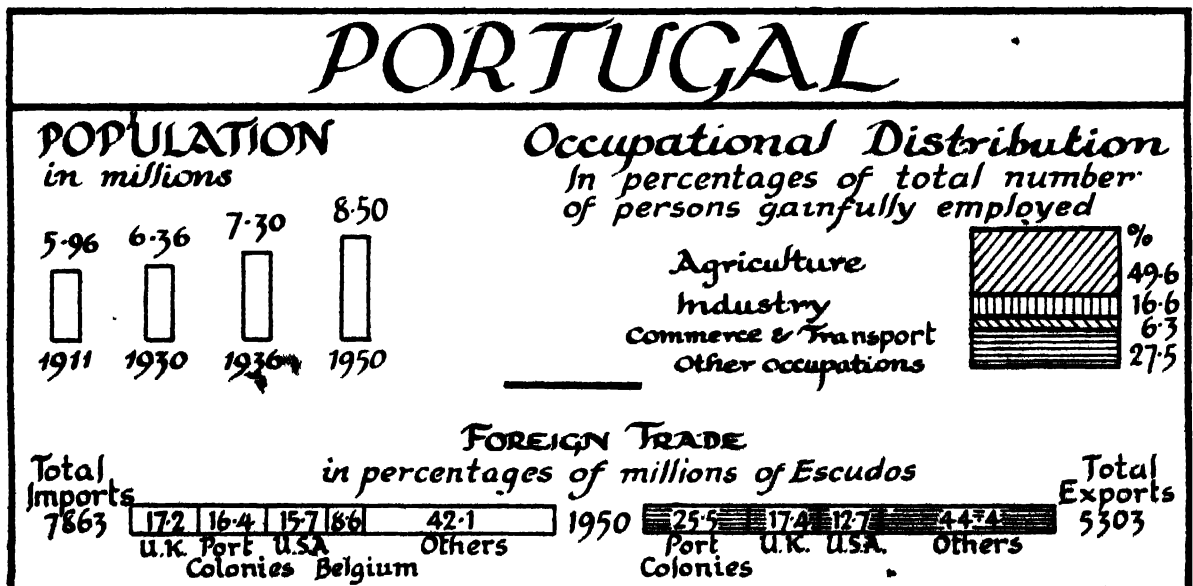 PORTUGAL
POPULATION
in millions
5.96 6.36 7.30 8.50
1911 1930 1936 1950
Occupational Distribution
In percentages of total number
of persons gainfully employed
%
Agriculture 49.6
Industry 16.6
Commerce & Transport 6.3
Other occupations 27.5
FOREIGN TRADE
in percentages of millions of Escudos
Total
Imports
7863
17.2 16.4 15.7 8.6 42.1
U.K. Port U.S.A Others
Colonies Belgium
1950
25.5 17.4 12.7 44.4
Port U.K. U.S.A. Others
Colonies
Total
Exports
5303